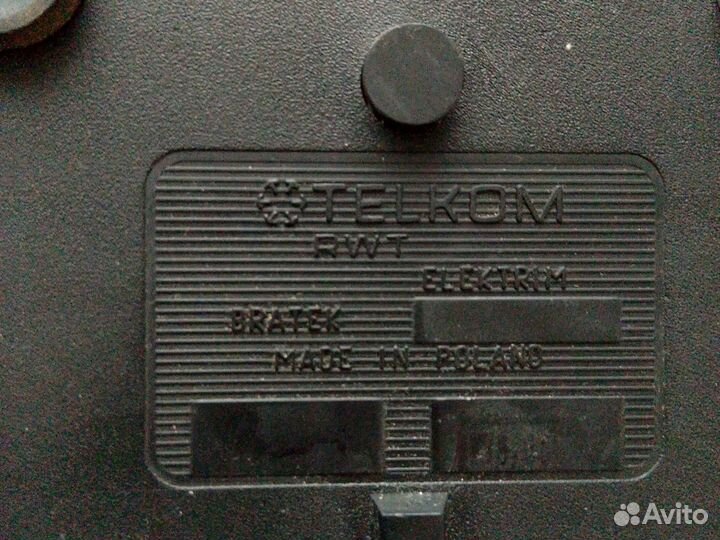 TELKOM
RWT
ELEKTRIM
BRATEK
MADE IN POLAND
Avito